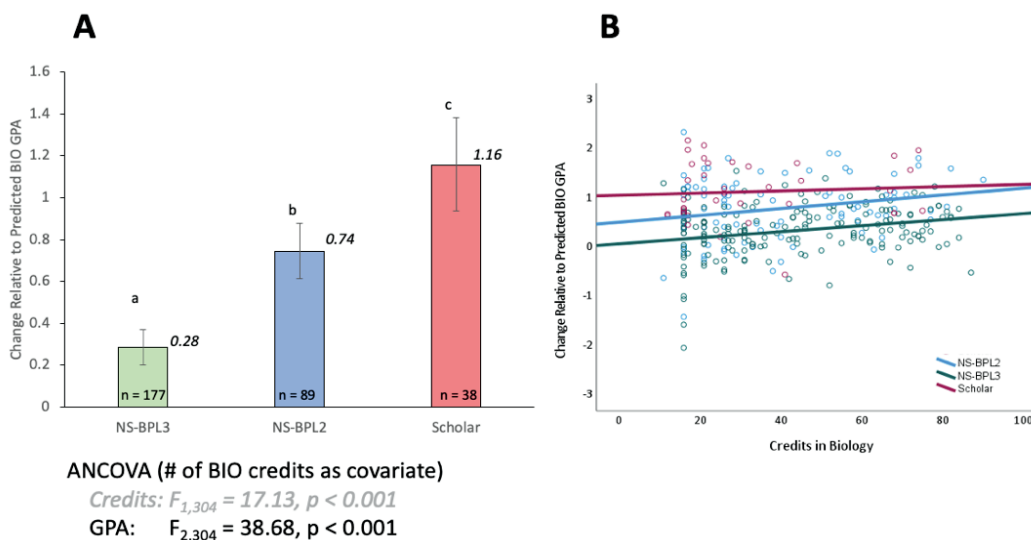 A
Change Relative to Predicted BIO GPA
1.6
1.4
1.2
1
0.8
0.6
0.4
0.2
0
a
0.28
n = 177
b
0.74
n = 89
c
1.16
n = 38
NS-BPL3 NS-BPL2 Scholar
ANCOVA (# of BIO credits as covariate)
Credits: F1,304 = 17.13, p < 0.001
GPA: F2,304 = 38.68, p < 0.001
B
Change Relative to Predicted BIO GPA
3
2
1
0
-1
-2
-3
NS-BPL2
NS-BPL3
Scholar
0 20 40 60 80 100
Credits in Biology